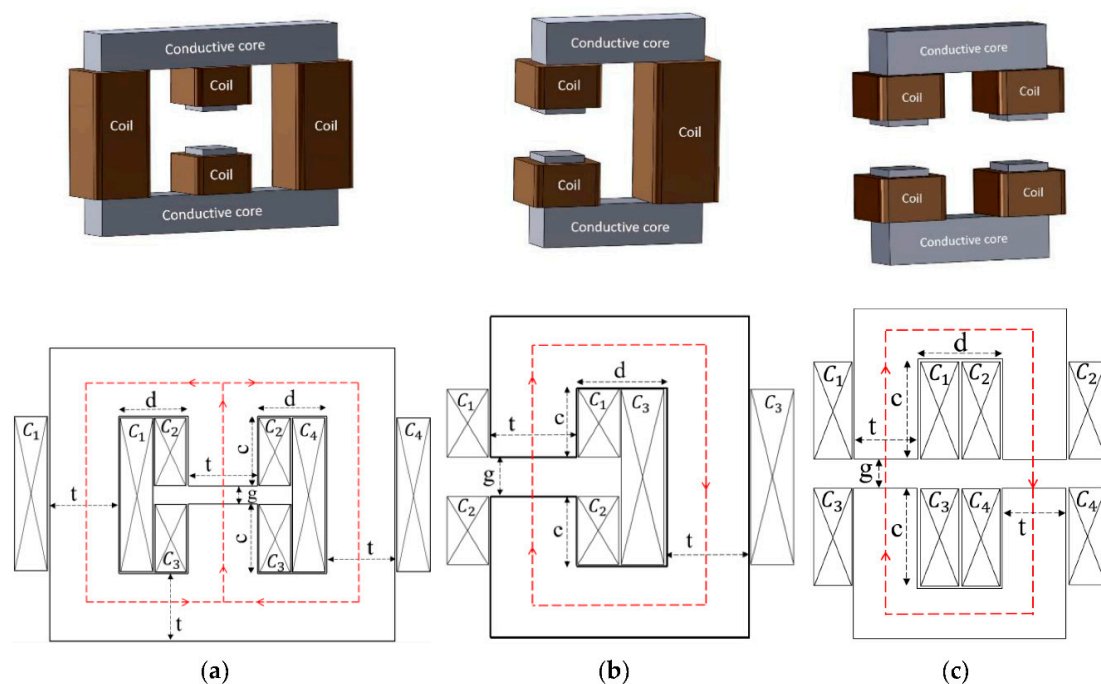 Conductive core
Coil
Coil
Coil
Coil
Conductive core
Conductive core
Coil
Coil
Coil
Conductive core
Conductive core
Coil
Coil
Coil
Coil
Conductive core
d
d
C₁
C₁
C₂
c
C₂
C₄
C₄
t
g
t
c
t
C₃
C₃
t
(a)
d
C₁
t
c
C₁
C₃
C₃
g
C₂
C₂
c
t
(b)
d
C₁
c
C₁
C₂
C₂
t
g
C₃
c
C₃
C₄
t
C₄
(c)